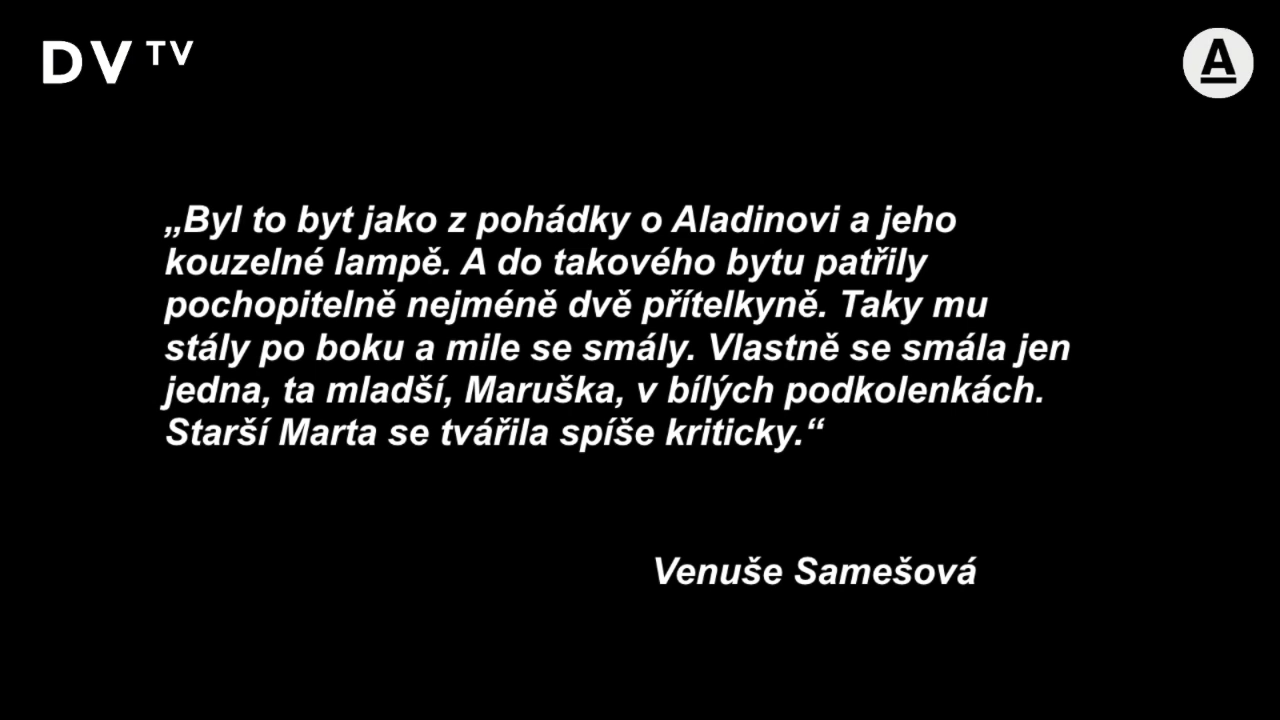 DV TV
A
„Byl to byt jako z pohádky o Aladinovi a jeho
kouzelné lampě. A do takového bytu patřily
pochopitelně nejméně dvě přítelkyně. Taky mu
stály po boku a mile se smály. Vlastně se smála jen
jedna, ta mladší, Maruška, v bílých podkolenkách.
Starší Marta se tvářila spíše kriticky.“
Venuše Samešová